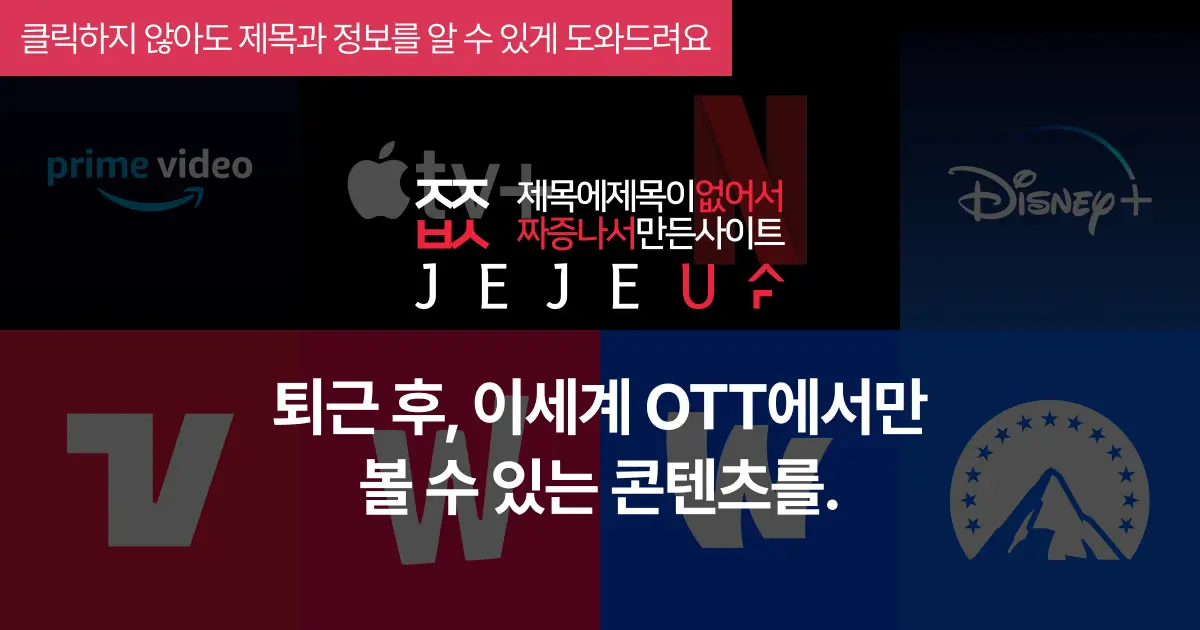 클릭하지 않아도 제목과 정보를 알 수 있게 도와드려요
prime video
tv+
N
Disney+
제목에제목이없어서
짜증나서만든사이트
JEJEU
퇴근 후, 이세계 OTT에서만
볼 수 있는 콘텐츠를.
TV
W
W